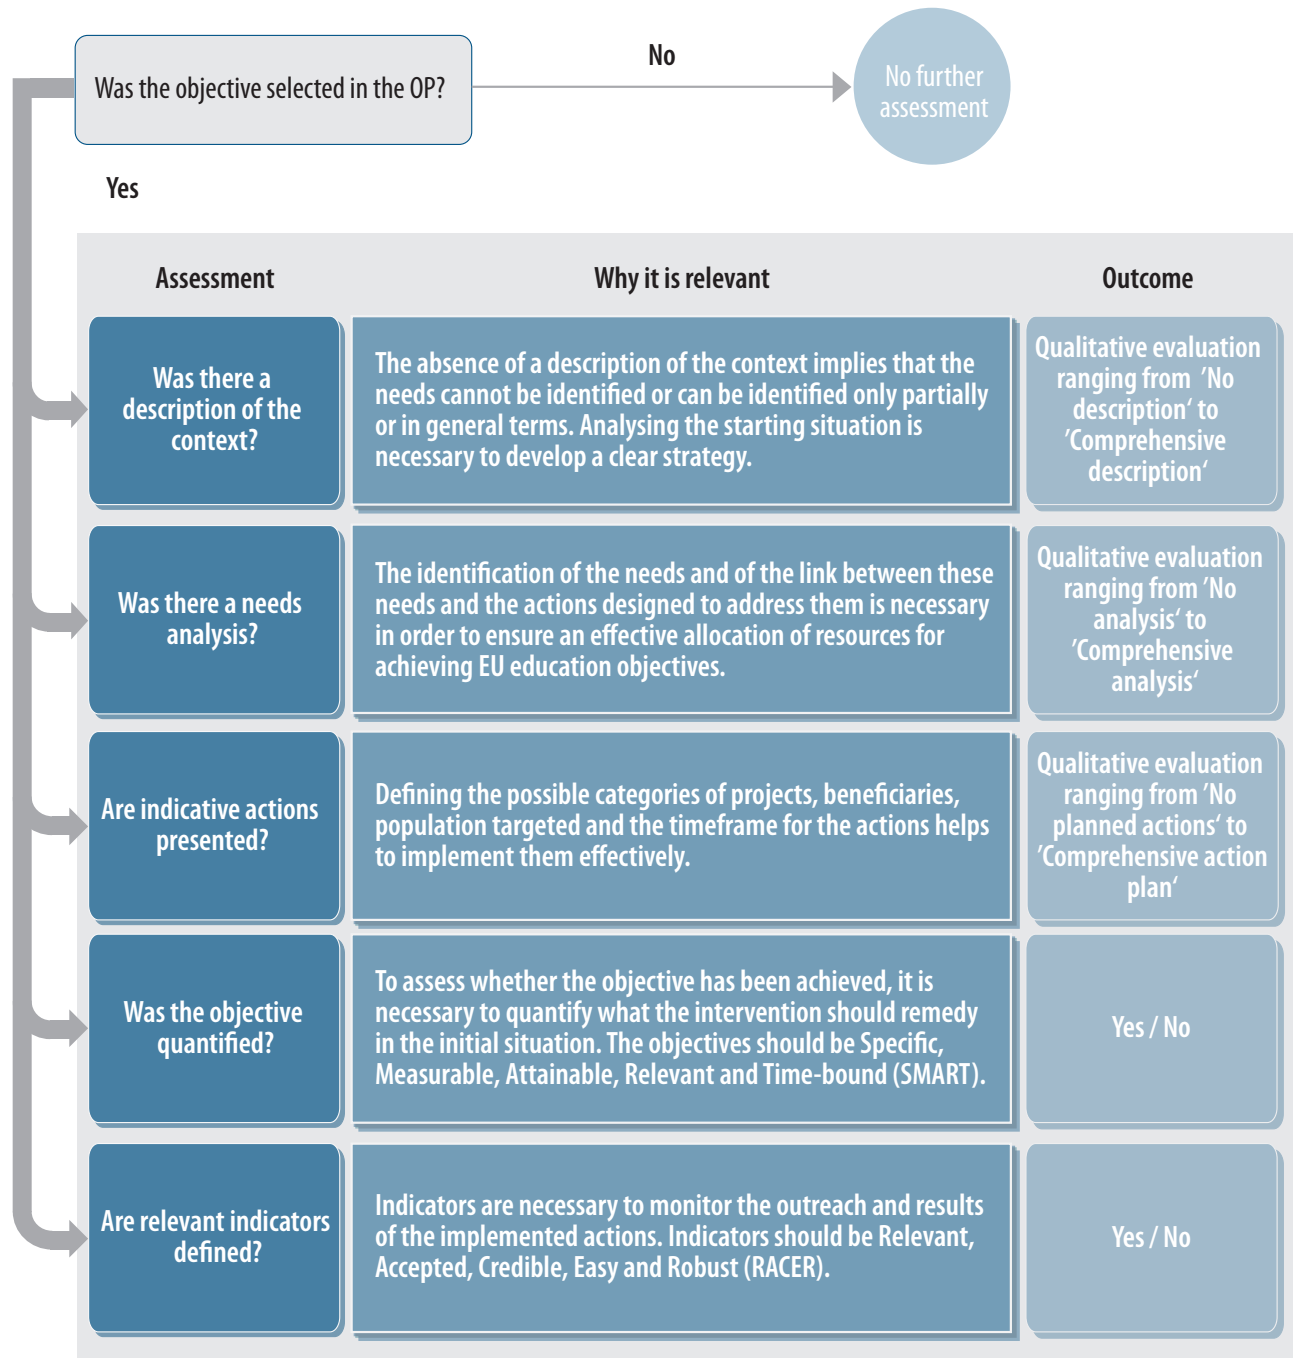 Was the objective selected in the OP?
No
No further
assessment
Yes
Assessment
Why it is relevant
Outcome
Was there a
description of the
context?
The absence of a description of the context implies that the
needs cannot be identified or can be identified only partially
or in general terms. Analysing the starting situation is
necessary to develop a clear strategy.
Qualitative evaluation
ranging from ’No
description‘ to
’Comprehensive
description‘
Was there a needs
analysis?
The identification of the needs and of the link between these
needs and the actions designed to address them is necessary
in order to ensure an effective allocation of resources for
achieving EU education objectives.
Qualitative evaluation
ranging from ’No
analysis‘ to
’Comprehensive
analysis‘
Are indicative actions
presented?
Defining the possible categories of projects, beneficiaries,
population targeted and the timeframe for the actions helps
to implement them effectively.
Qualitative evaluation
ranging from ’No
planned actions‘ to
’Comprehensive action
plan‘
Was the objective
quantified?
To assess whether the objective has been achieved, it is
necessary to quantify what the intervention should remedy
in the initial situation. The objectives should be Specific,
Measurable, Attainable, Relevant and Time-bound (SMART).
Yes / No
Are relevant indicators
defined?
Indicators are necessary to monitor the outreach and results
of the implemented actions. Indicators should be Relevant,
Accepted, Credible, Easy and Robust (RACER).
Yes / No